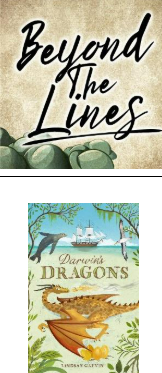 Beyond
The
Lines
Darwin's
DRAGONS
LINDSAY GALVIN